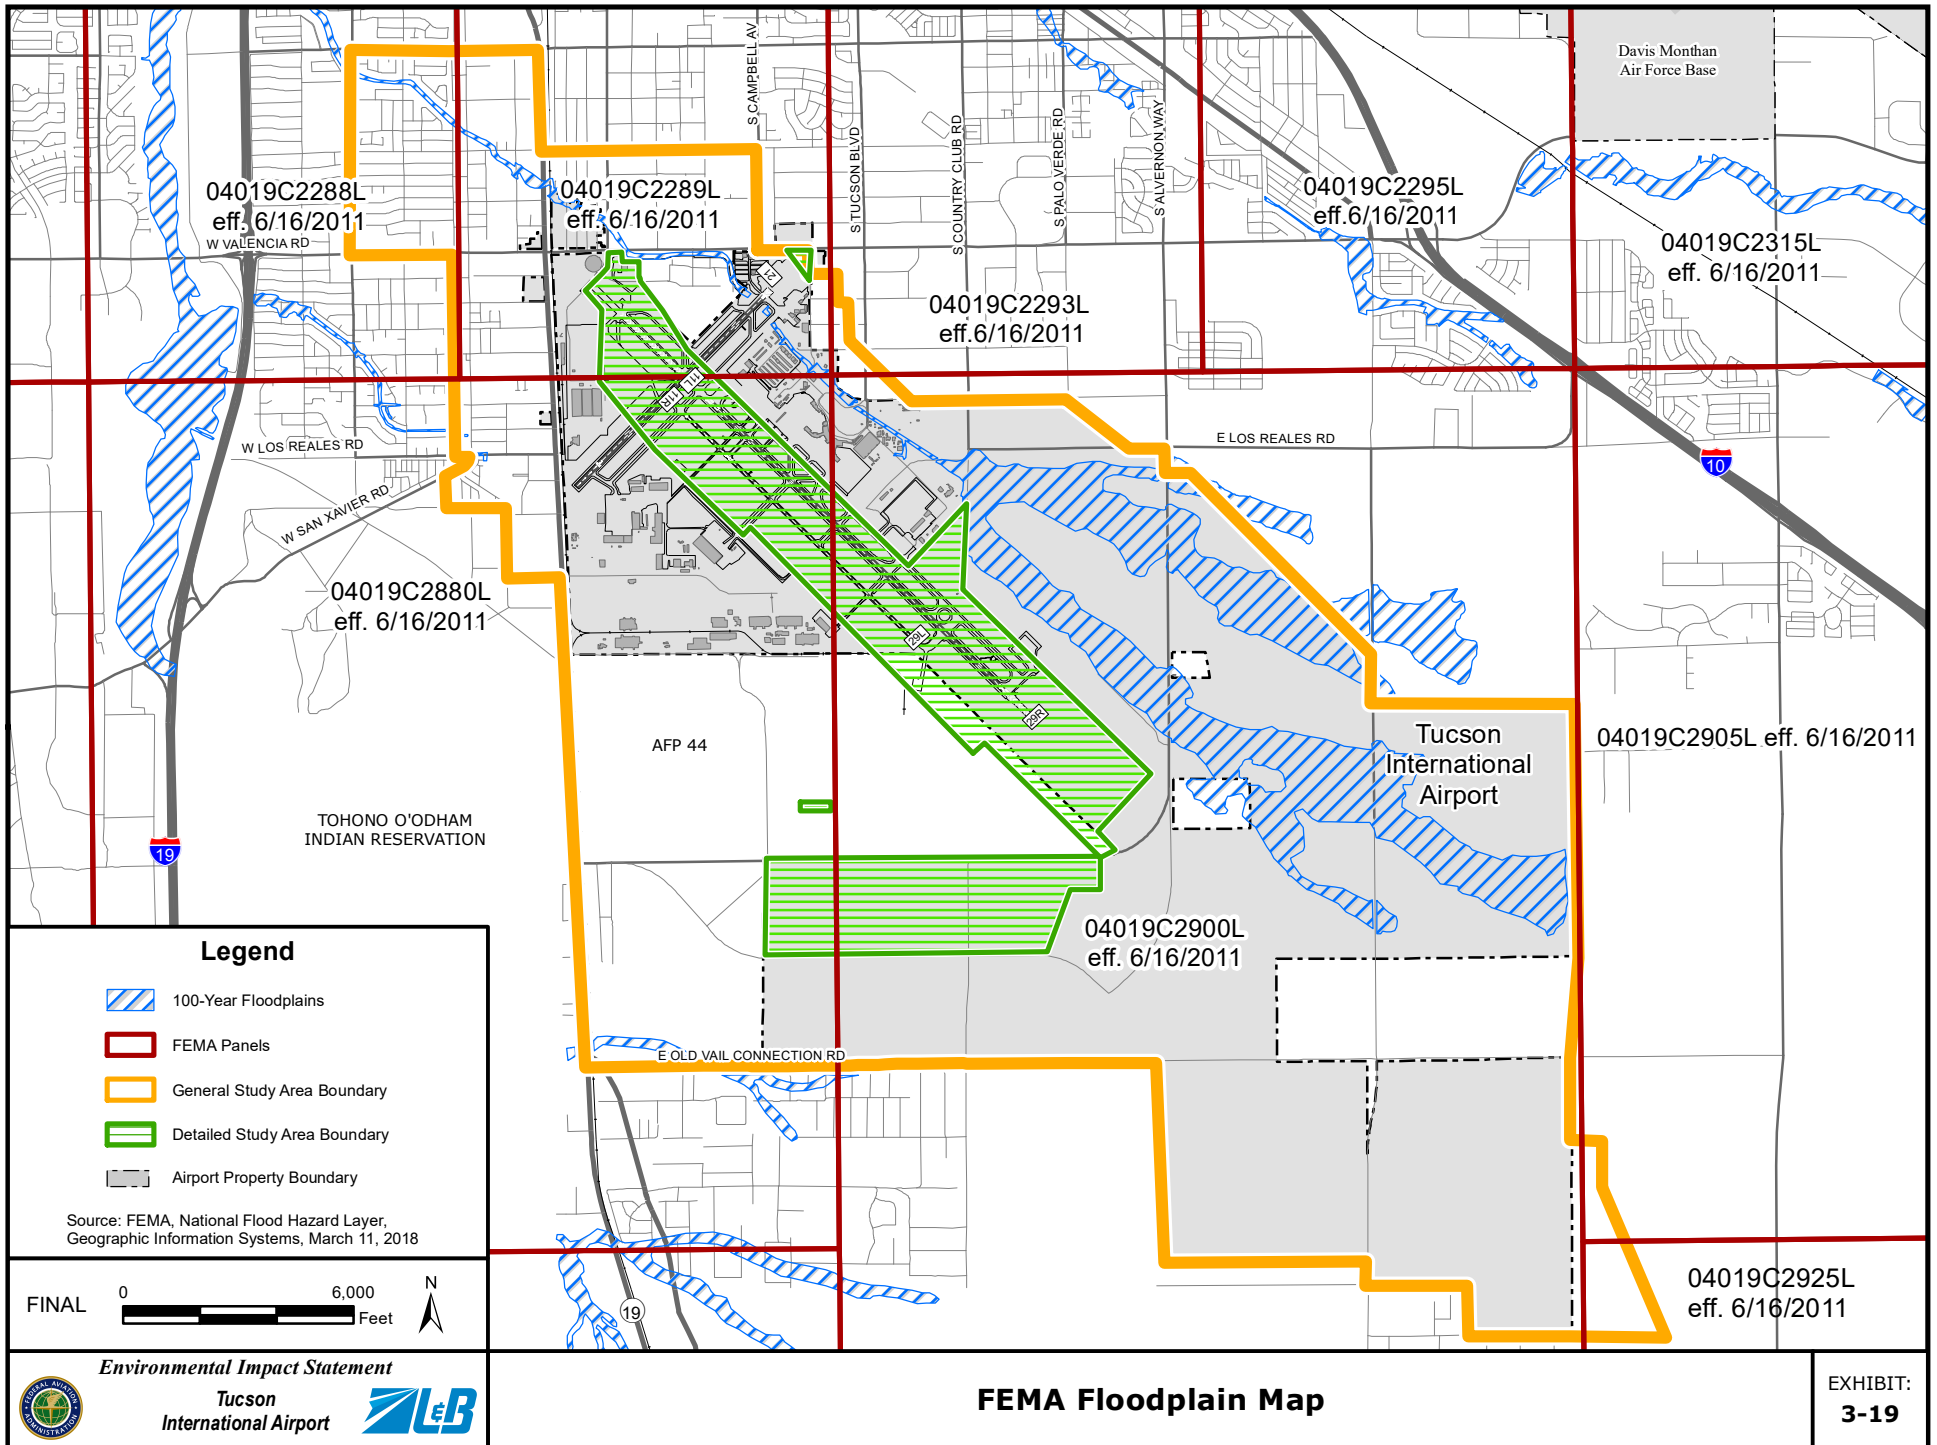 Davis Monthan
Air Force Base
S CAMPBELL AV
S TUCSON BLVD
S COUNTRY CLUB RD
S PALO VERDE RD
S ALVERNON WAY
04019C2288L
eff. 6/16/2011
04019C2289L
eff. 6/16/2011
04019C2295L
eff.6/16/2011
04019C2315L
eff. 6/16/2011
W VALENCIA RD
21
04019C2293L
eff.6/16/2011
11L
11R
W LOS REALES RD
E LOS REALES RD
10
W SAN XAVIER RD
04019C2880L
eff. 6/16/2011
29L
29R
AFP 44
Tucson
International
Airport
04019C2905L eff. 6/16/2011
TOHONO O'ODHAM
INDIAN RESERVATION
19
04019C2900L
eff. 6/16/2011
E OLD VAIL CONNECTION RD
04019C2925L
eff. 6/16/2011
19
Legend
100-Year Floodplains
FEMA Panels
General Study Area Boundary
Detailed Study Area Boundary
Airport Property Boundary
Source: FEMA, National Flood Hazard Layer,
Geographic Information Systems, March 11, 2018
FINAL
0 6,000
Feet
N
FEDERAL AVIATION
ADMINISTRATION
Environmental Impact Statement
Tucson
International Airport
L&B
FEMA Floodplain Map
EXHIBIT:
3-19